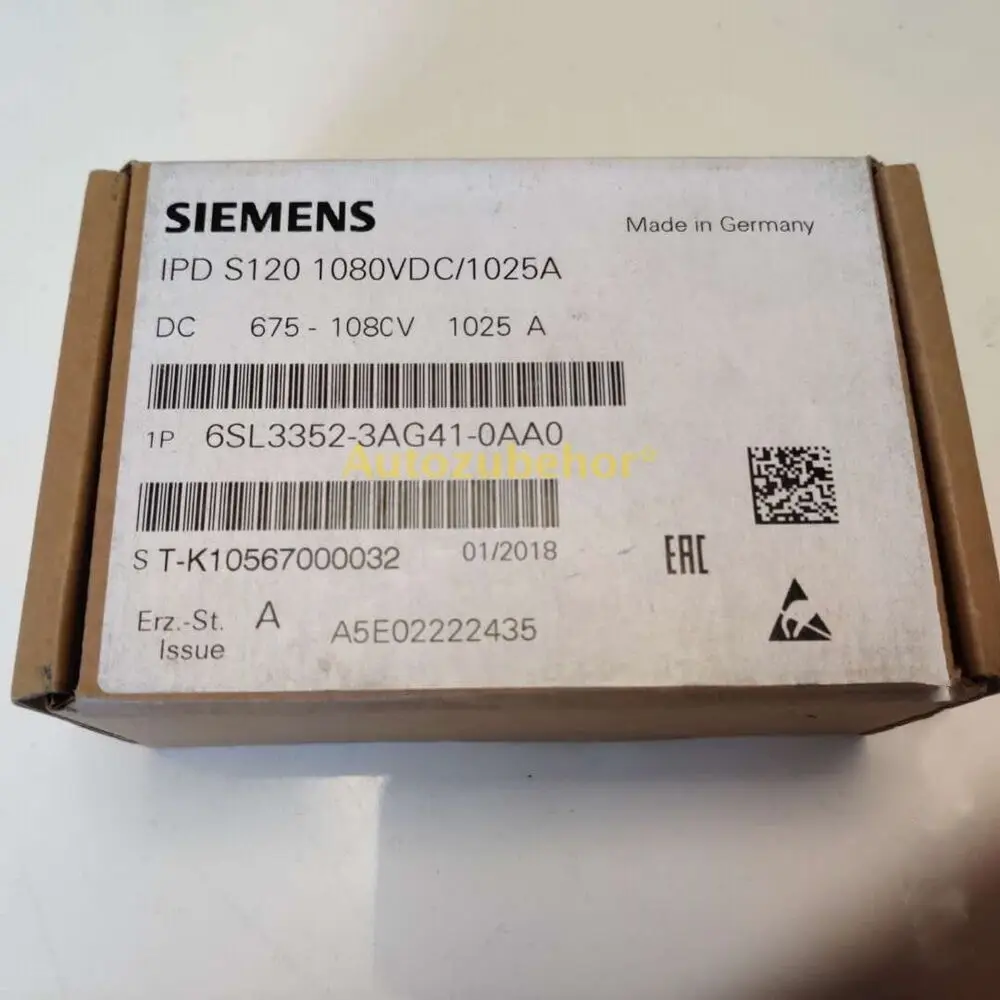 SIEMENS
Made in Germany
IPD S120 1080VDC/1025A
DC 675 - 1080V 1025 A
1P 6SL3352-3AG41-0AA0
Autozubehor®
S T-K10567000032 01/2018
EAC
Erz.-St. A A5E02222435
Issue